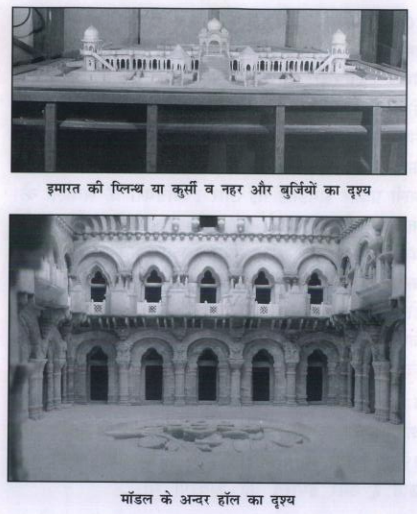 इमारत की प्लिन्थ या कुर्सी व नहर और बुर्जियों का दृश्य
मॉडल के अन्दर हॉल का दृश्य